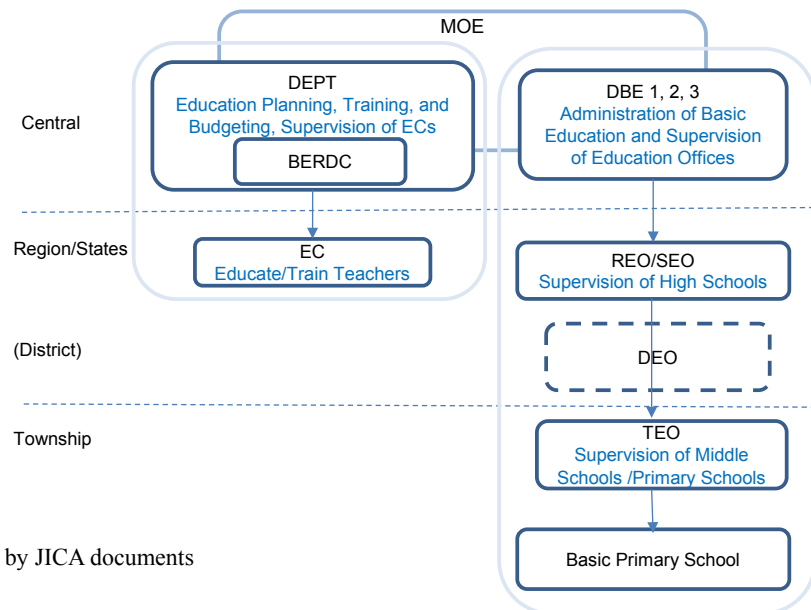 MOE
Central
DEPT
Education Planning, Training, and
Budgeting, Supervision of ECs
BERDC
DBE 1, 2, 3
Administration of Basic
Education and Supervision
of Education Offices
Region/States
EC
Educate/Train Teachers
REO/SEO
Supervision of High Schools
(District)
DEO
Township
TEO
Supervision of Middle
Schools /Primary Schools
Basic Primary School
by JICA documents